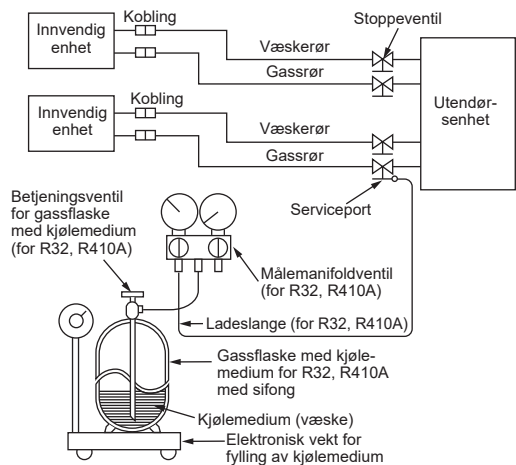 Innvendig
enhet
Kobling
Stoppeventil
Væskerør
Gassrør
Utendør-
senhet
Innvendig
enhet
Kobling
Væskerør
Gassrør
Serviceport
Betjeningsventil
for gassflaske
med kjølemedium
(for R32, R410A)
Målemanifoldventil
(for R32, R410A)
Ladeslange (for R32, R410A)
Gassflaske med kjøle-
medium for R32, R410A
med sifong
Kjølemedium (væske)
Elektronisk vekt for
fylling av kjølemedium